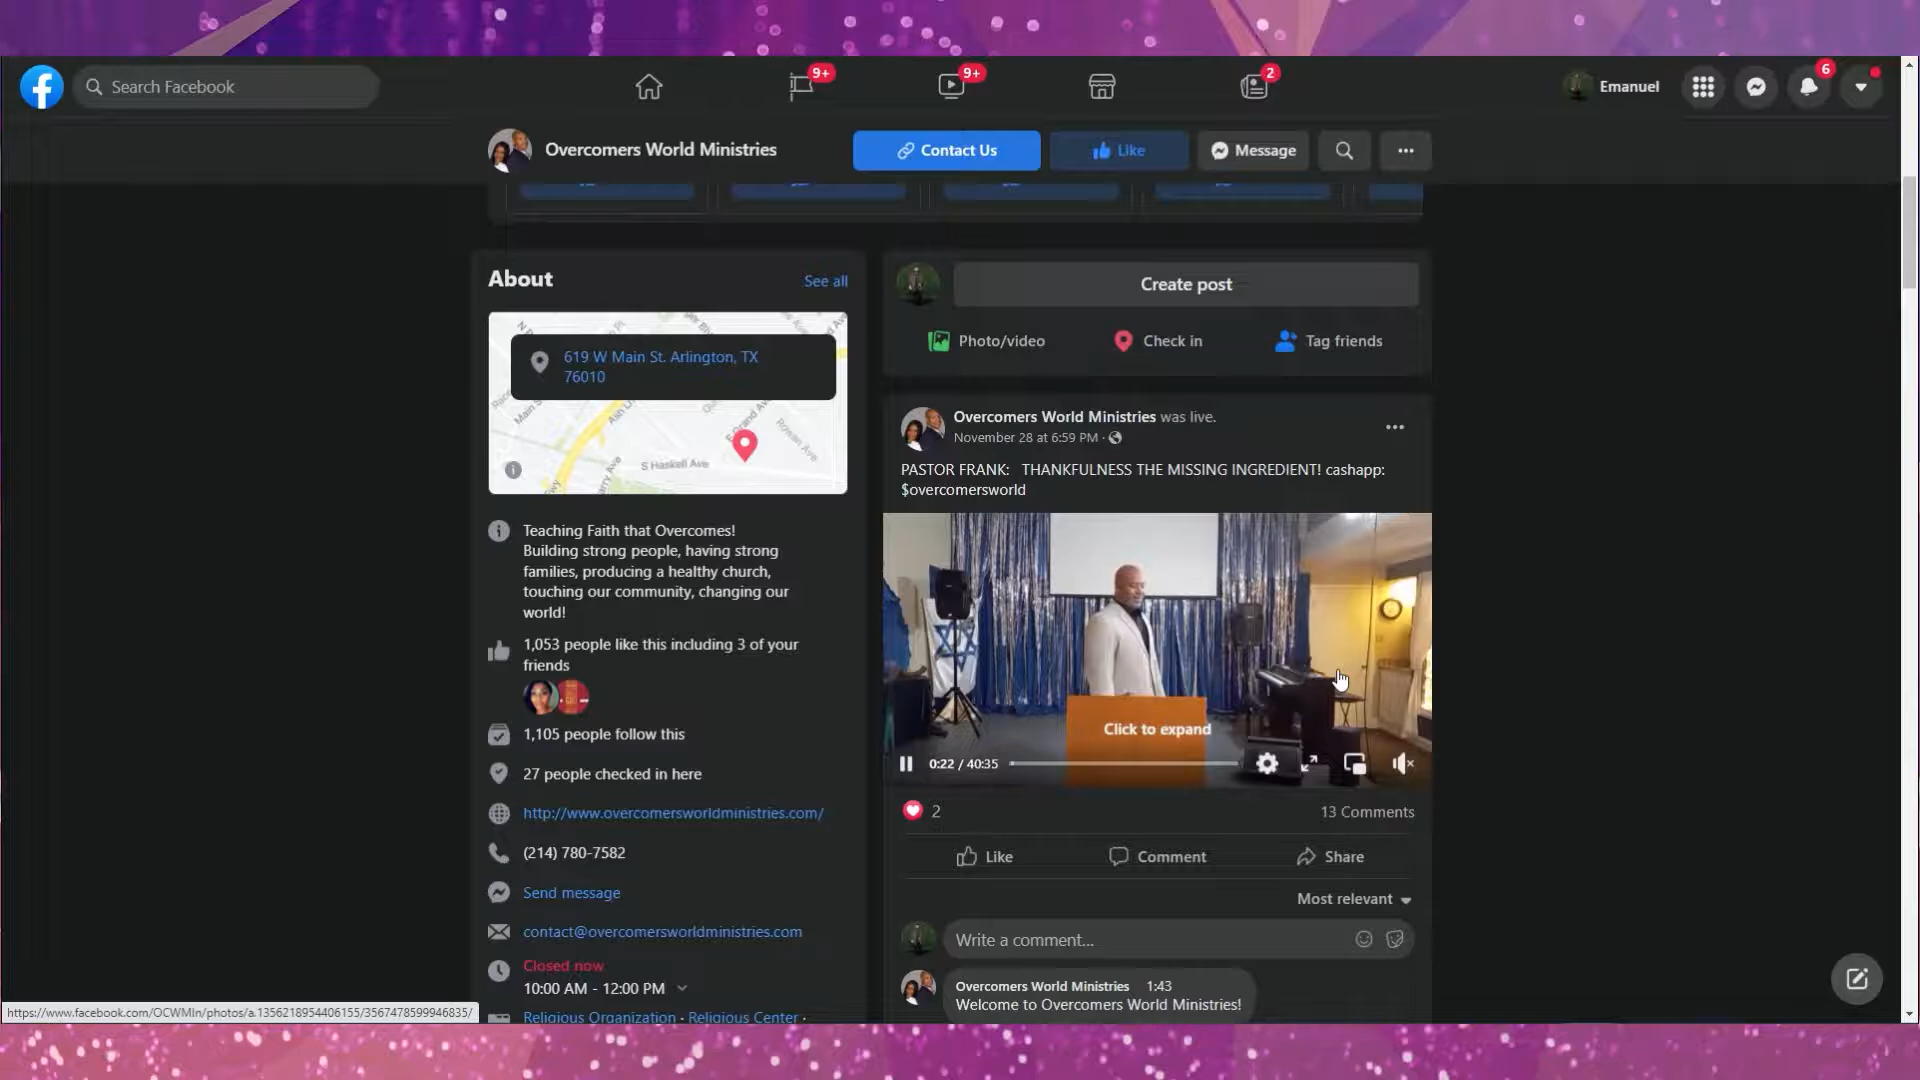 Search Facebook
9+
9+
2
Emanuel
6
Overcomers World Ministries
Contact Us
Like
Message
About
See all
619 W Main St. Arlington, TX
76010
Main S
Ash L
E Grand Av
Rowan Ave
S Haskell Ave
Teaching Faith that Overcomes!
Building strong people, having strong
families, producing a healthy church,
touching our community, changing our
world!
1,053 people like this including 3 of your
friends
1,105 people follow this
27 people checked in here
http://www.overcomersworldministries.com/
(214) 780-7582
Send message
contact@overcomersworldministries.com
Closed now
10:00 AM - 12:00 PM
Religious Organization · Religious Center ·
Create post
Photo/video
Check in
Tag friends
Overcomers World Ministries was live.
November 28 at 6:59 PM ·
PASTOR FRANK: THANKFULNESS THE MISSING INGREDIENT! cashapp:
$overcomersworld
Click to expand
0:22 / 40:35
2
13 Comments
Like
Comment
Share
Most relevant
Write a comment...
Overcomers World Ministries 1:43
Welcome to Overcomers World Ministries!
https://www.facebook.com/OCWMIn/photos/a.1356218954406155/3567478599946835/